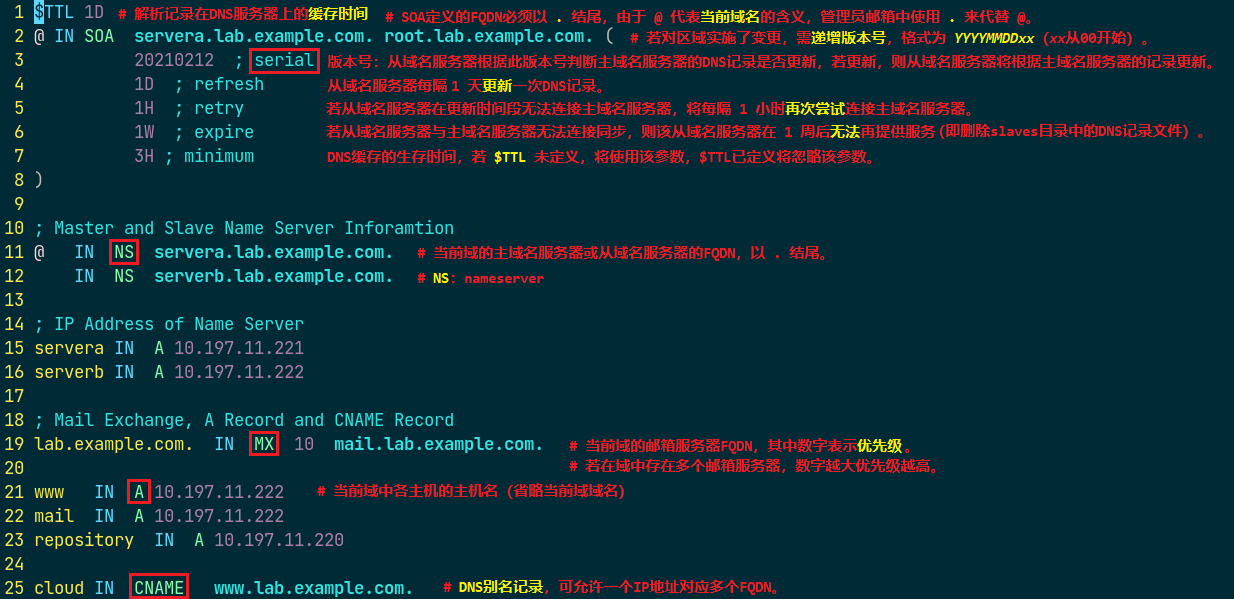 1 $TTL 1D # 解析记录在DNS服务器上的缓存时间 # SOA定义的FQDN必须以 . 结尾，由于 @ 代表当前域名的含义，管理员邮箱中使用 . 来代替 @。
2 @ IN SOA servera.lab.example.com. root.lab.example.com. ( # 若对区域实施了变更，需递增版本号，格式为 YYYYMMDDxx（xx从00开始）。
3 20210212 ; serial 版本号：从域名服务器根据此版本号判断主域名服务器的DNS记录是否更新，若更新，则从域名服务器将根据主域名服务器的记录更新。
4 1D ; refresh 从域名服务器每隔 1 天更新一次DNS记录。
5 1H ; retry 若从域名服务器在更新时间段无法连接主域名服务器，将每隔 1 小时再次尝试连接主域名服务器。
6 1W ; expire 若从域名服务器与主域名服务器无法连接同步，则该从域名服务器在 1 周后无法再提供服务(即删除slaves目录中的DNS记录文件）。
7 3H ; minimum DNS缓存的生存时间，若 $TTL 未定义，将使用该参数，$TTL已定义将忽略该参数。
8 )
9
10 ; Master and Slave Name Server Inforamtion
11 @ IN NS servera.lab.example.com. # 当前域的主域名服务器或从域名服务器的FQDN，以 . 结尾。
12 IN NS serverb.lab.example.com. # NS：nameserver
13
14 ; IP Address of Name Server
15 servera IN A 10.197.11.221
16 serverb IN A 10.197.11.222
17
18 ; Mail Exchange, A Record and CNAME Record
19 lab.example.com. IN MX 10 mail.lab.example.com. # 当前域的邮箱服务器FQDN，其中数字表示优先级。
20 # 若在域中存在多个邮箱服务器，数字越大优先级越高。
21 www IN A 10.197.11.222 # 当前域中各主机的主机名（省略当前域域名）
22 mail IN A 10.197.11.222
23 repository IN A 10.197.11.220
24
25 cloud IN CNAME www.lab.example.com. # DNS别名记录，可允许一个IP地址对应多个FQDN。